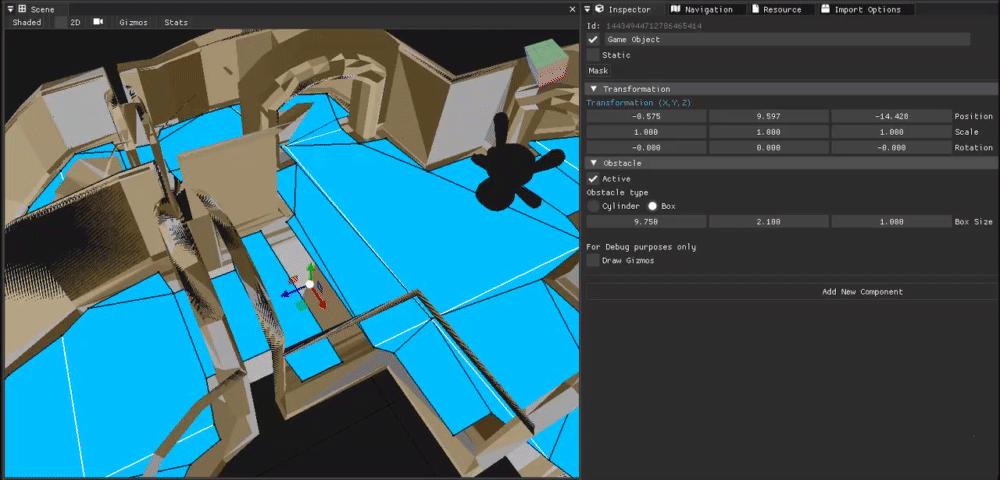 Scene
Shaded 2D Gizmos Stats
Inspector Navigation Resource Import Options
Id: 14434944712786465414
Game Object
Static
Mask
Transformation
Transformation (X,Y,Z)
-0.575 9.597 -14.428 Position
1.000 1.000 1.000 Scale
-0.000 0.000 -0.000 Rotation
Obstacle
Active
Obstacle type
Cylinder Box
9.750 2.100 1.000 Box Size
For Debug purposes only
Draw Gizmos
Add New Component